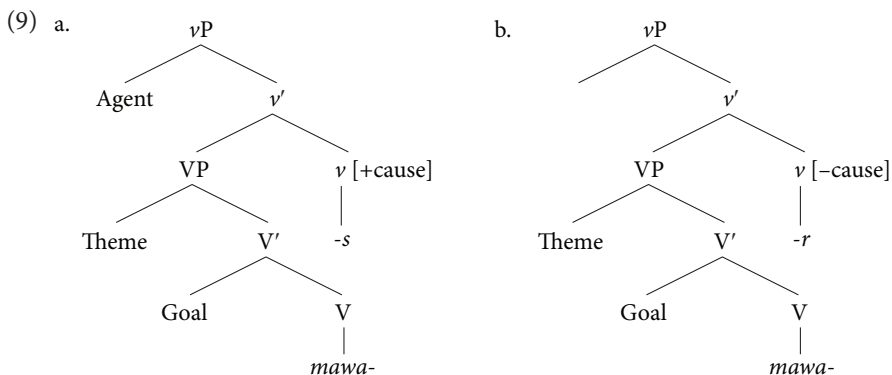 (9) a. vP b. vP
Agent v′ v′
VP v [+cause] VP v [–cause]
Theme V′ -s Theme V′ -r
Goal V Goal V
mawa- mawa-